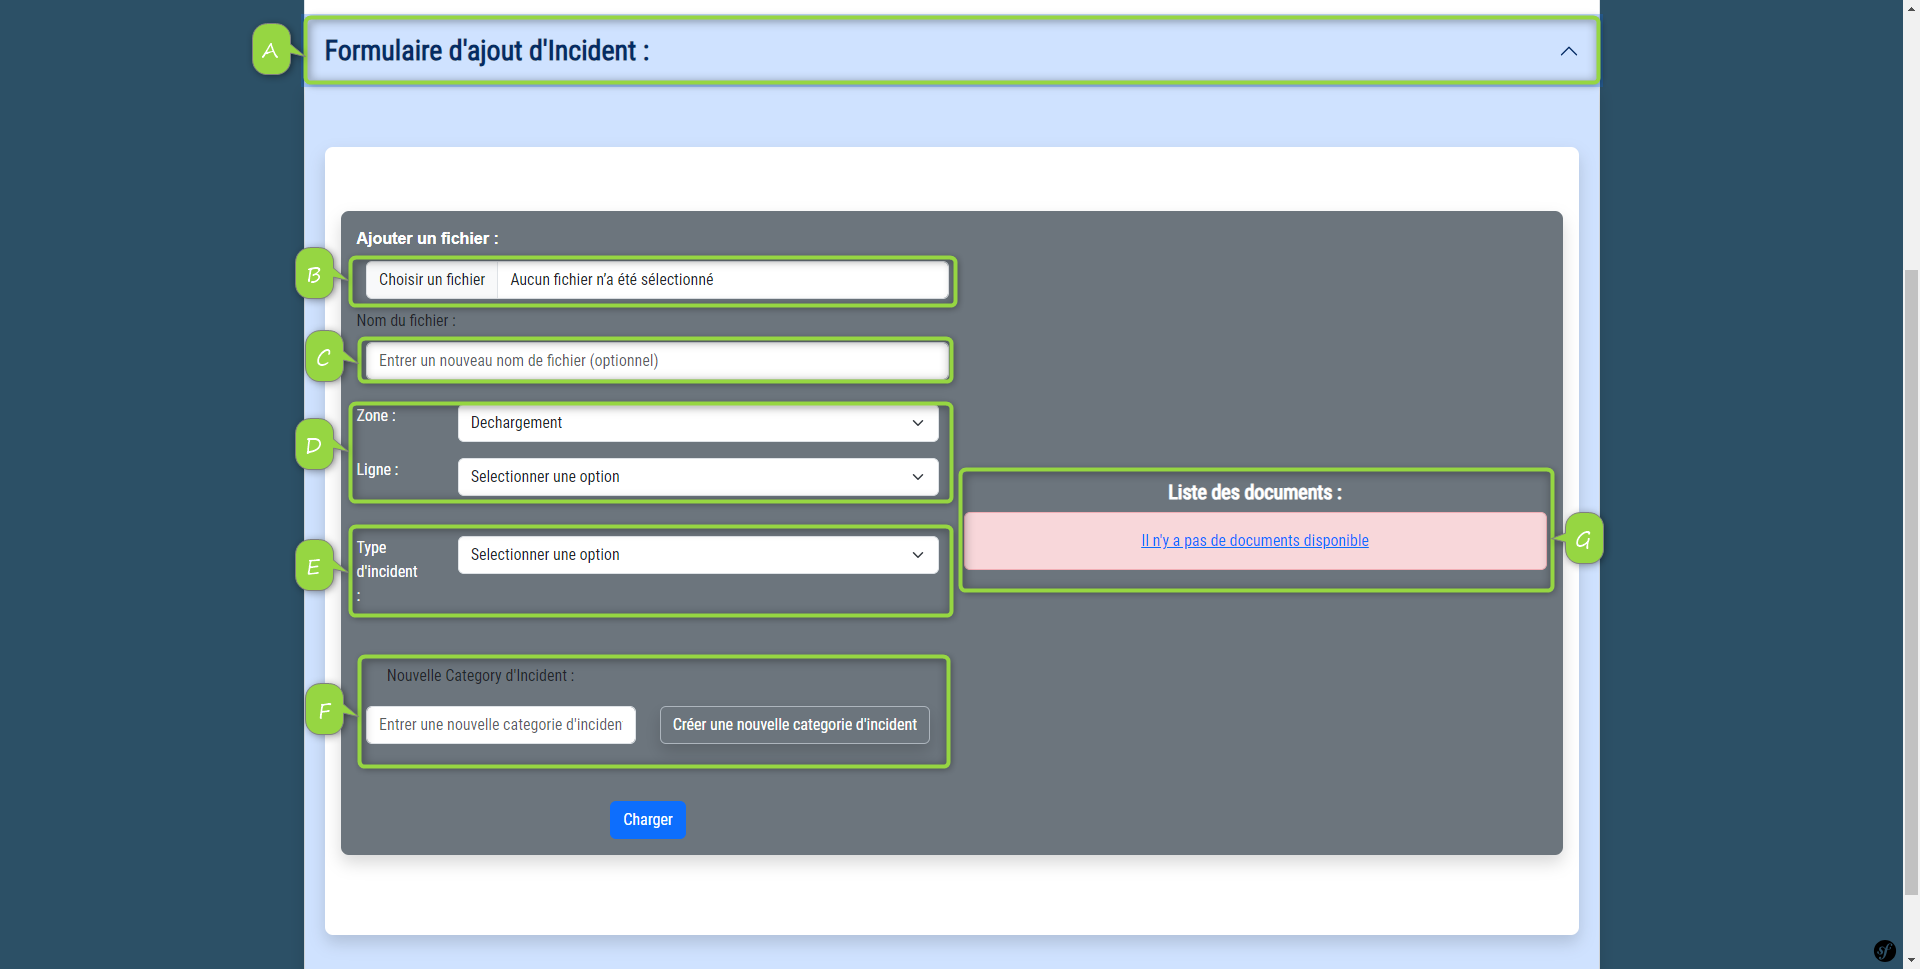 A
Formulaire d'ajout d'Incident :
Ajouter un fichier :
B
Choisir un fichier Aucun fichier n'a été sélectionné
Nom du fichier :
C
Entrer un nouveau nom de fichier (optionnel)
D
Zone : Dechargement
Ligne : Selectionner une option
E
Type d'incident : Selectionner une option
F
Nouvelle Category d'Incident :
Entrer une nouvelle categorie d'inciden Créer une nouvelle categorie d'incident
Charger
Liste des documents :
Il n'y a pas de documents disponible
G
sf